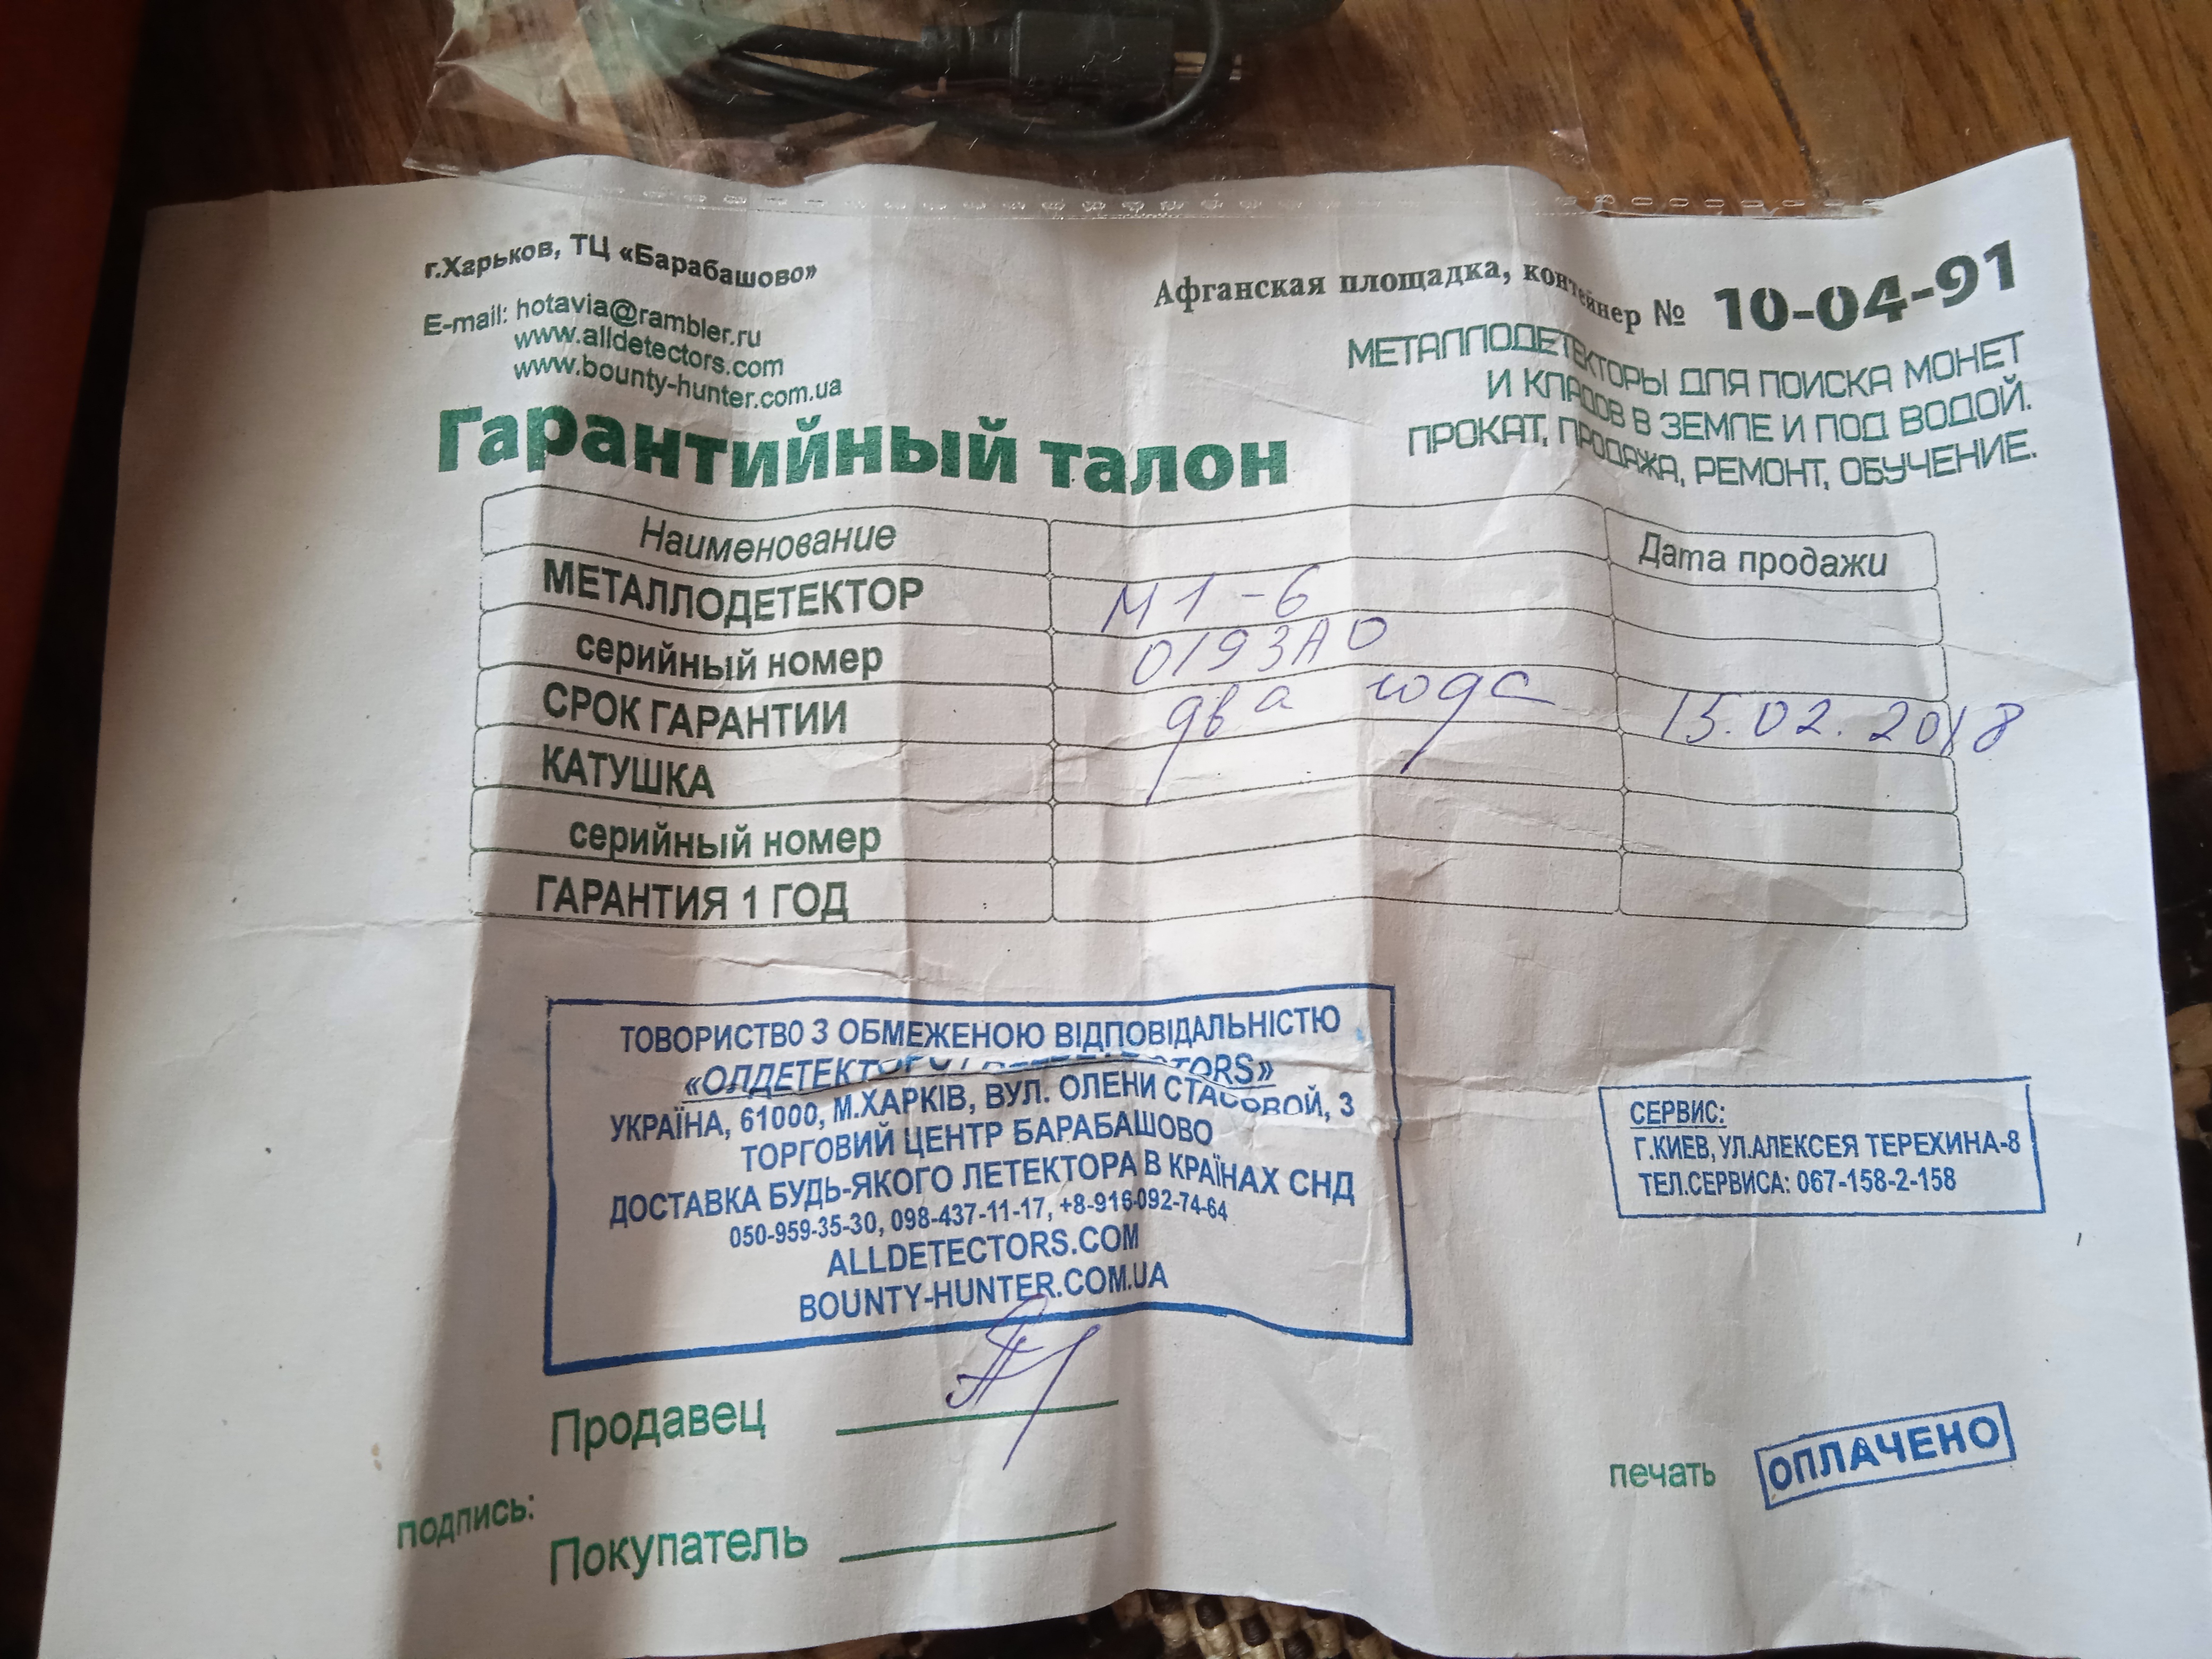 г.Харьков, ТЦ «Барабашово»
E-mail: hotavia@rambler.ru
www.alldetectors.com
www.bounty-hunter.com.ua
Афганская площадка, контейнер № 10-04-91
МЕТАЛЛОДЕТЕКТОРЫ ДЛЯ ПОИСКА МОНЕТ
И КЛАДОВ В ЗЕМЛЕ И ПОД ВОДОЙ.
ПРОКАТ, ПРОДАЖА, РЕМОНТ, ОБУЧЕНИЕ.
Гарантийный талон
Наименование Дата продажи
МЕТАЛЛОДЕТЕКТОР М1-6
серийный номер 0193А0
СРОК ГАРАНТИИ два года 15.02.2018
КАТУШКА
серийный номер
ГАРАНТИЯ 1 ГОД
ТОВОРИСТВО З ОБМЕЖЕНОЮ ВІДПОВІДАЛЬНІСТЮ
УКРАЇНА, 61000, М.ХАРКІВ, ВУЛ. ОЛЕНИ СТАСОВОЙ, 3
ТОРГОВИЙ ЦЕНТР БАРАБАШОВО
ДОСТАВКА БУДЬ-ЯКОГО ЛЕТЕКТОРА В КРАЇНАХ СНД
050-959-35-30, 098-437-11-17, +8-916-092-74-64
ALLDETECTORS.COM
BOUNTY-HUNTER.COM.UA
СЕРВИС:
Г.КИЕВ, УЛ.АЛЕКСЕЯ ТЕРЕХИНА-8
ТЕЛ.СЕРВИСА: 067-158-2-158
Продавец
печать ОПЛАЧЕНО
подпись:
Покупатель